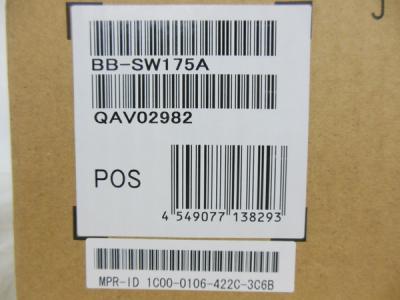 BB-SW175A
QAV02982
POS
4 549077 138293
MPR-ID 1C00-0106-422C-3C6B